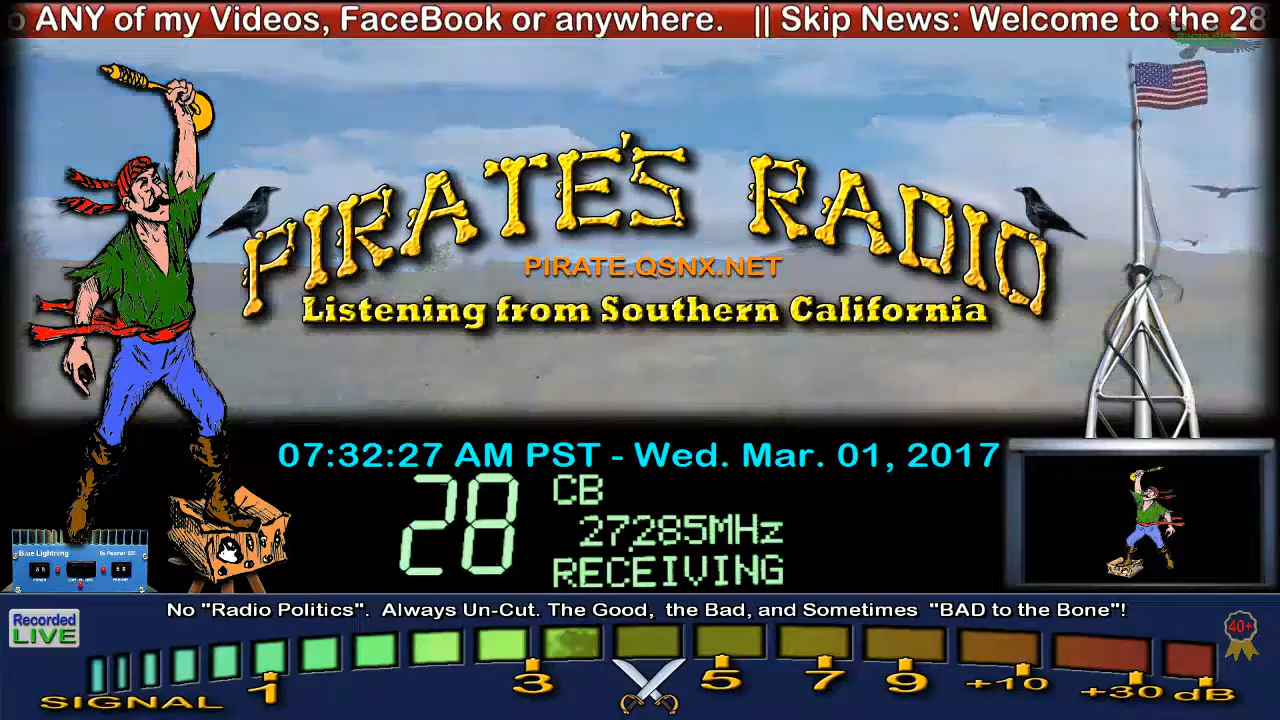 o ANY of my Videos, FaceBook or anywhere. || Skip News: Welcome to the 28
PIRATE'S RADIO
PIRATE.QSNX.NET
Listening from Southern California
07:32:27 AM PST - Wed. Mar. 01, 2017
28
CB
27.285MHz
RECEIVING
Blue Lightning
No "Radio Politics". Always Un-Cut. The Good, the Bad, and Sometimes "BAD to the Bone"!
Recorded
LIVE
40+
SIGNAL 1 3 5 7 9 +10 +30 dB